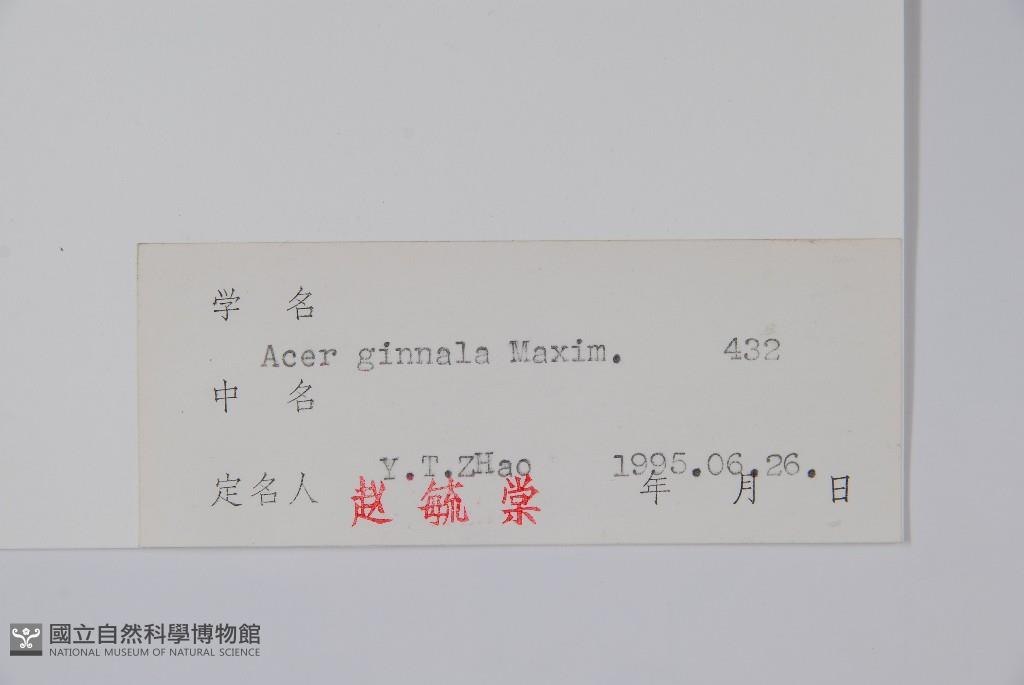 学 名
Acer ginnala Maxim. 432
中 名
Y.T.ZHao 1995.06.26.
定名人 赵毓棠 年 月 日
國立自然科學博物館
NATIONAL MUSEUM OF NATURAL SCIENCE